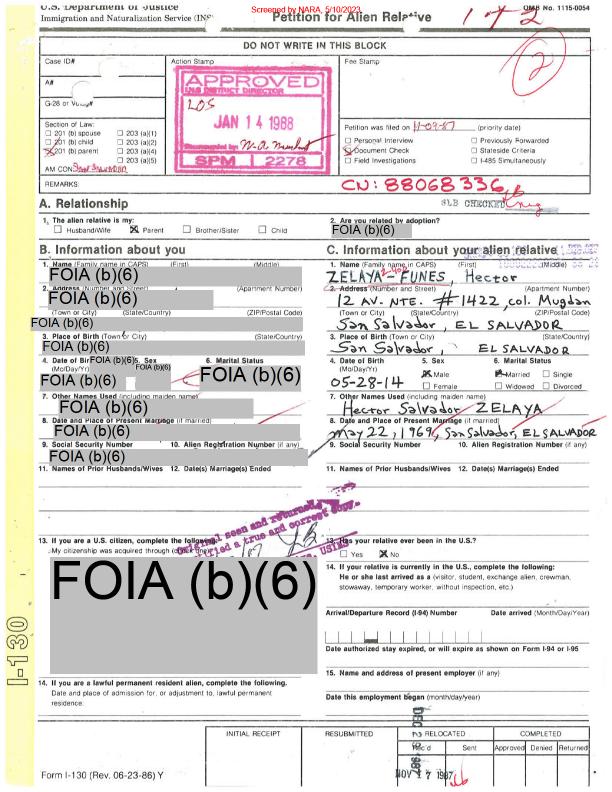 U.S. Department of Justice
Immigration and Naturalization Service (INS)
Screened by NARA, 5/10/2023
Petition for Alien Relative
1 of 2
OMB No. 1115-0054
DO NOT WRITE IN THIS BLOCK
Case ID#
Action Stamp
Fee Stamp
2
A#
G-28 or Volag#
APPROVED
INS DISTRICT DIRECTOR
LOS
JAN 14 1988
SPM 2278
Section of Law:
201 (b) spouse
203 (a)(1)
201 (b) child
203 (a)(2)
201 (b) parent
203 (a)(4)
203 (a)(5)
AM CON: San Salvador
Petition was filed on 11-09-87 (priority date)
Personal Interview
Previously Forwarded
Document Check
Stateside Criteria
Field Investigations
I-485 Simultaneously
REMARKS:
CN: 88068336
SLB CHECKED
A. Relationship
1. The alien relative is my:
Husband/Wife
Parent
Brother/Sister
Child
2. Are you related by adoption?
FOIA (b)(6)
B. Information about you
1. Name (Family name in CAPS) (First) (Middle)
FOIA (b)(6)
2. Address (Number and Street) (Apartment Number)
FOIA (b)(6)
(Town or City) (State/Country) (ZIP/Postal Code)
FOIA (b)(6)
3. Place of Birth (Town or City) (State/Country)
FOIA (b)(6)
4. Date of Birth
(Mo/Day/Yr)
FOIA (b)(6)
FOIA (b)(6)
5. Sex
FOIA (b)(6)
6. Marital Status
FOIA (b)(6)
7. Other Names Used (including maiden name)
FOIA (b)(6)
8. Date and Place of Present Marriage (if married)
FOIA (b)(6)
9. Social Security Number
10. Alien Registration Number (if any)
FOIA (b)(6)
11. Names of Prior Husbands/Wives
12. Date(s) Marriage(s) Ended
Original seen and returned,
a true and correct copy.
13. If you are a U.S. citizen, complete the following:
My citizenship was acquired through (check one)
FOIA (b)(6)
14. If you are a lawful permanent resident alien, complete the following.
Date and place of admission for, or adjustment to, lawful permanent
residence:
C. Information about your alien relative
1. Name (Family name in CAPS) (First) (Middle)
ZELAYA-FUNES, Hector
2. Address (Number and Street) (Apartment Number)
12 AV. NTE. #1422, col. Mugdan
(Town or City) (State/Country) (ZIP/Postal Code)
San Salvador, EL SALVADOR
3. Place of Birth (Town or City) (State/Country)
San Salvador, EL SALVADOR
4. Date of Birth
(Mo/Day/Yr)
05-28-14
5. Sex
Male
Female
6. Marital Status
Married
Single
Widowed
Divorced
7. Other Names Used (including maiden name)
Hector Salvador ZELAYA
8. Date and Place of Present Marriage (if married)
May 22, 1969, San Salvador, EL SALVADOR
9. Social Security Number
10. Alien Registration Number (if any)
11. Names of Prior Husbands/Wives
12. Date(s) Marriage(s) Ended
13. Has your relative ever been in the U.S.?
Yes
No
14. If your relative is currently in the U.S., complete the following:
He or she last arrived as a (visitor, student, exchange alien, crewman,
stowaway, temporary worker, without inspection, etc.)
Arrival/Departure Record (I-94) Number
Date arrived (Month/Day/Year)
Date authorized stay expired, or will expire as shown on Form I-94 or I-95
15. Name and address of present employer (if any)
Date this employment began (month/day/year)
I-130
INITIAL RECEIPT
RESUBMITTED
RELOCATED
Rec'd
Sent
COMPLETED
Approved
Denied
Returned
NOV 17 1987
Form I-130 (Rev. 06-23-86) Y